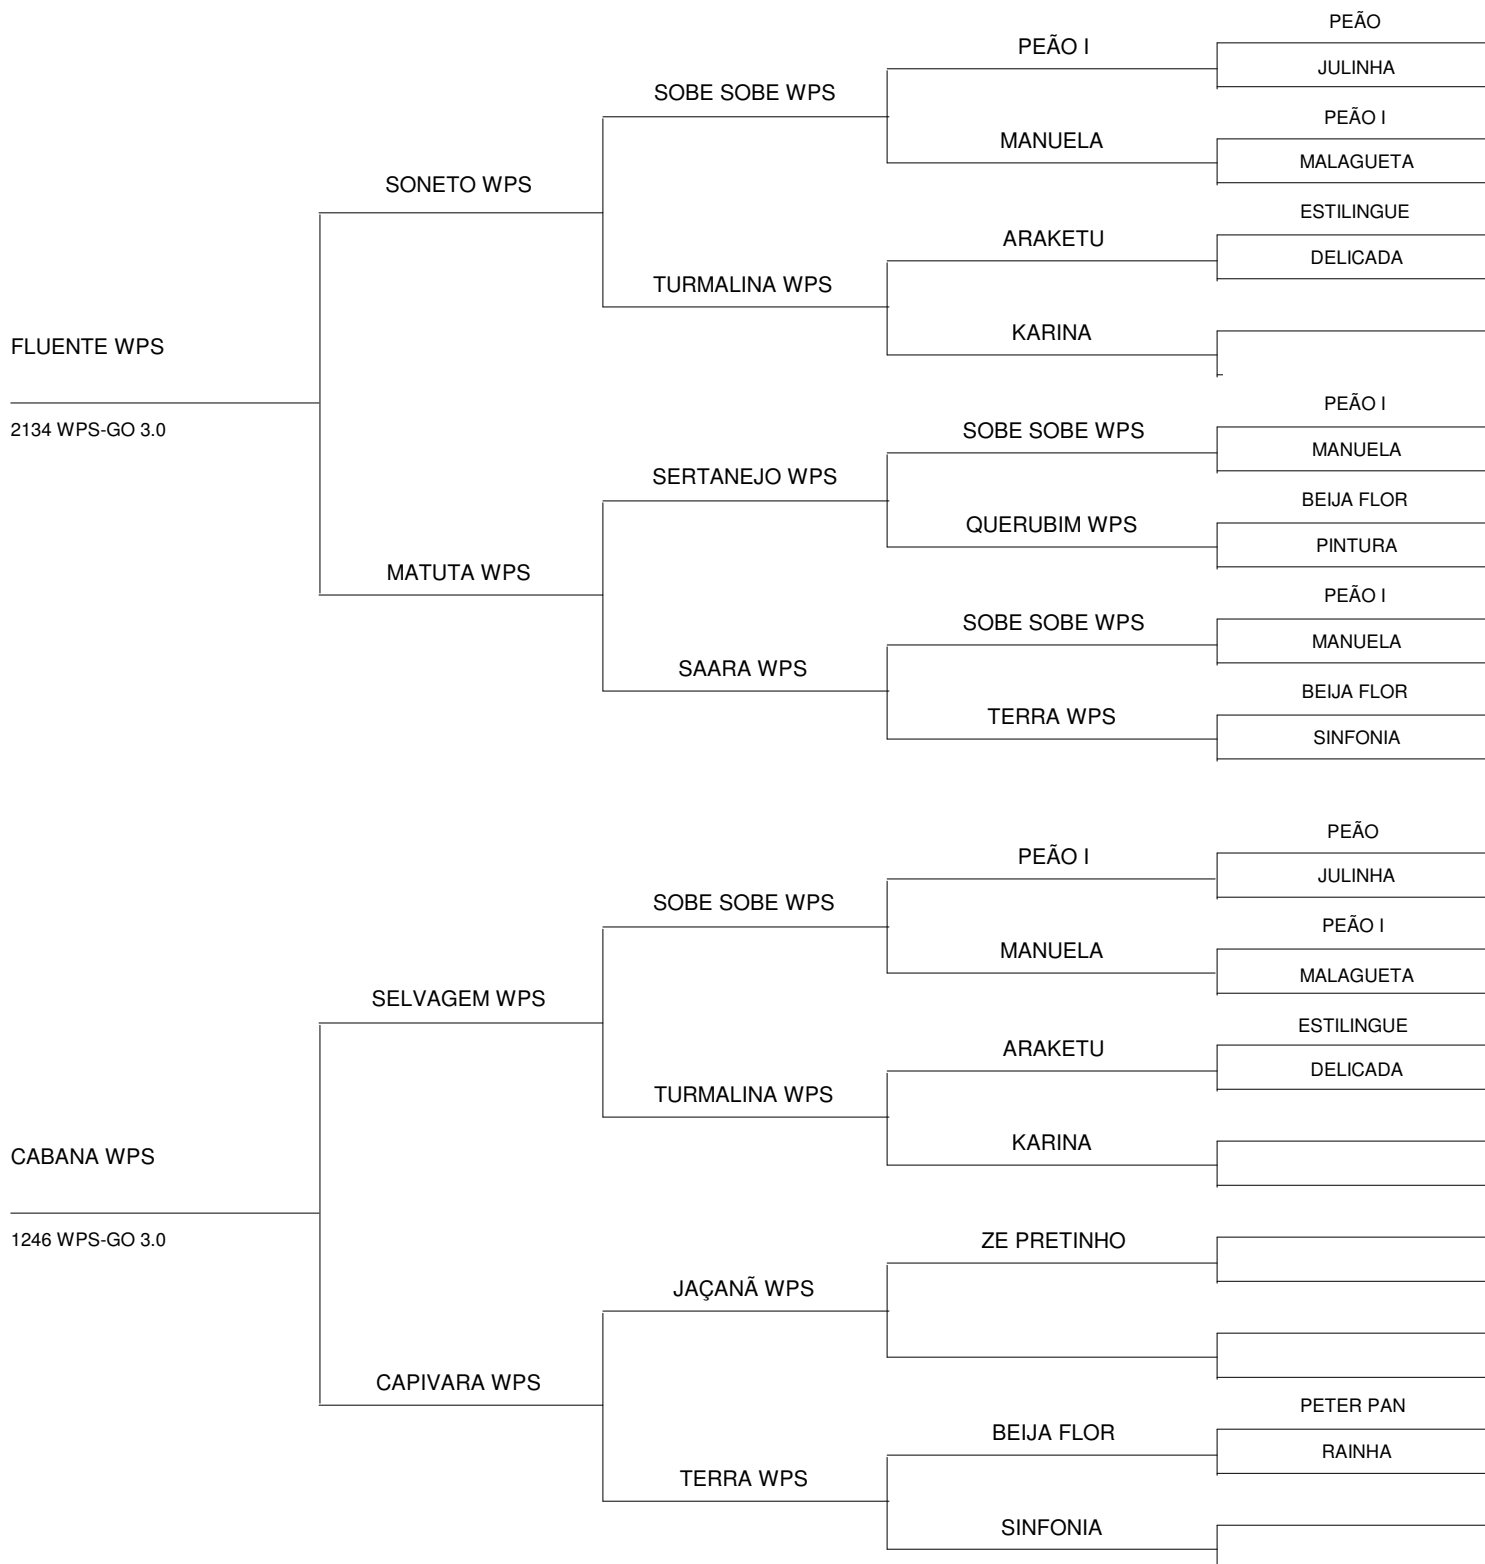 PEÃO
PEÃO I
JULINHA
SOBE SOBE WPS
PEÃO I
MANUELA
MALAGUETA
SONETO WPS
ESTILINGUE
ARAKETU
DELICADA
TURMALINA WPS
KARINA
FLUENTE WPS
PEÃO I
2134 WPS-GO 3.0
SOBE SOBE WPS
MANUELA
SERTANEJO WPS
BEIJA FLOR
QUERUBIM WPS
PINTURA
MATUTA WPS
PEÃO I
SOBE SOBE WPS
MANUELA
SAARA WPS
BEIJA FLOR
TERRA WPS
SINFONIA
PEÃO
PEÃO I
JULINHA
SOBE SOBE WPS
PEÃO I
MANUELA
MALAGUETA
SELVAGEM WPS
ESTILINGUE
ARAKETU
DELICADA
TURMALINA WPS
KARINA
CABANA WPS
1246 WPS-GO 3.0
ZE PRETINHO
JAÇANÃ WPS
CAPIVARA WPS
PETER PAN
BEIJA FLOR
RAINHA
TERRA WPS
SINFONIA